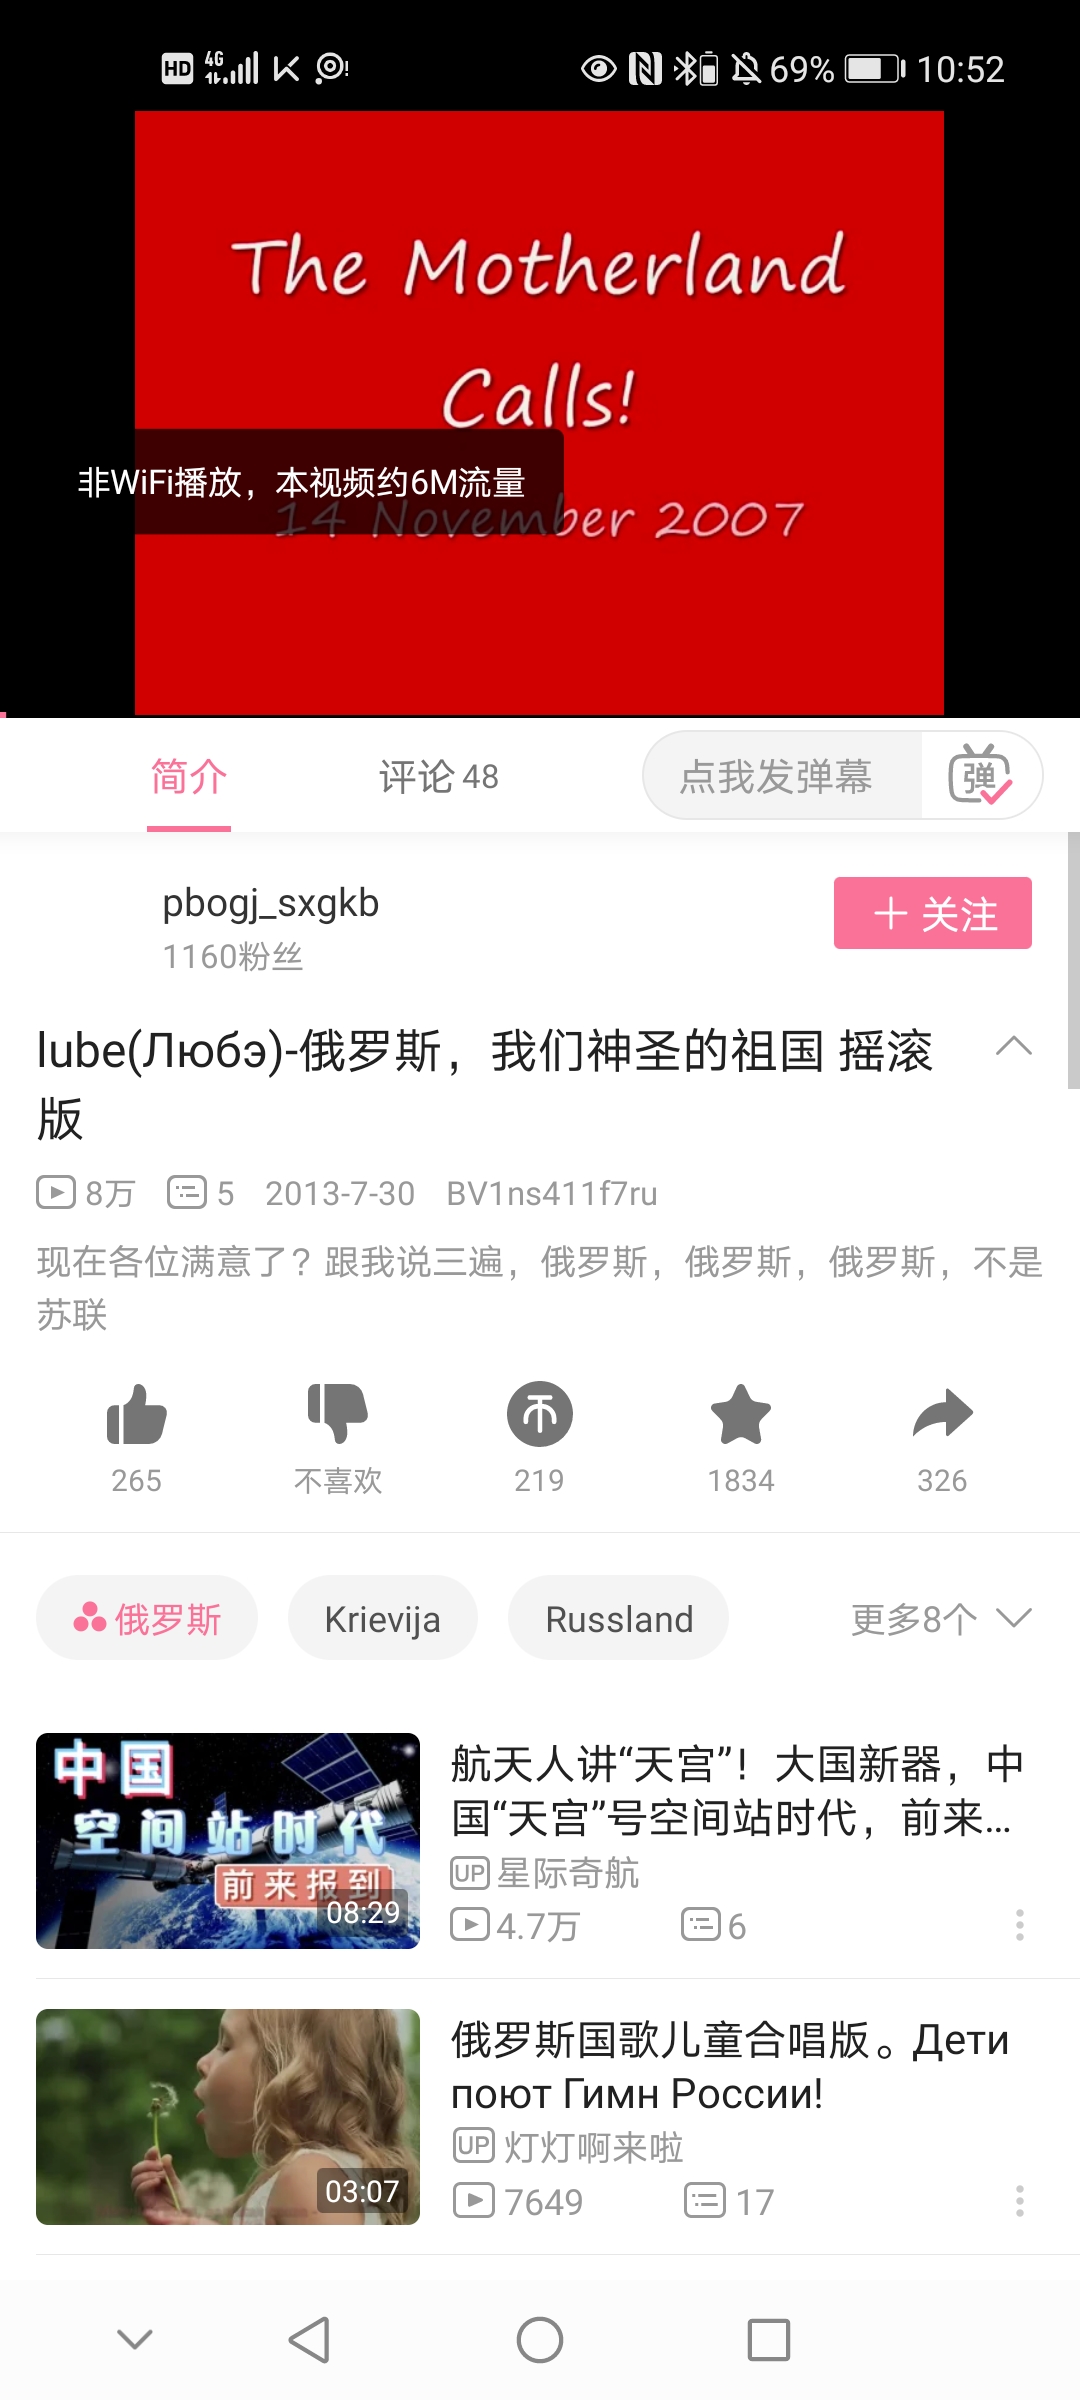 HD 4G 69% 10:52
The Motherland
Calls!
非WiFi播放，本视频约6M流量
14 November 2007
简介 评论 48 点我发弹幕 弹
pbogj_sxgkb
1160粉丝
＋关注
lube(Любэ)-俄罗斯，我们神圣的祖国 摇滚
版
8万 5 2013-7-30 BV1ns411f7ru
现在各位满意了？跟我说三遍，俄罗斯，俄罗斯，俄罗斯，不是
苏联
265 不喜欢 219 1834 326
俄罗斯 Krievija Russland 更多8个
中国
空间站时代
前来报到
08:29
航天人讲“天宫”！大国新器，中
国“天宫”号空间站时代，前来...
UP 星际奇航
4.7万 6
03:07
俄罗斯国歌儿童合唱版。Дети
поют Гимн России!
UP 灯灯啊来啦
7649 17